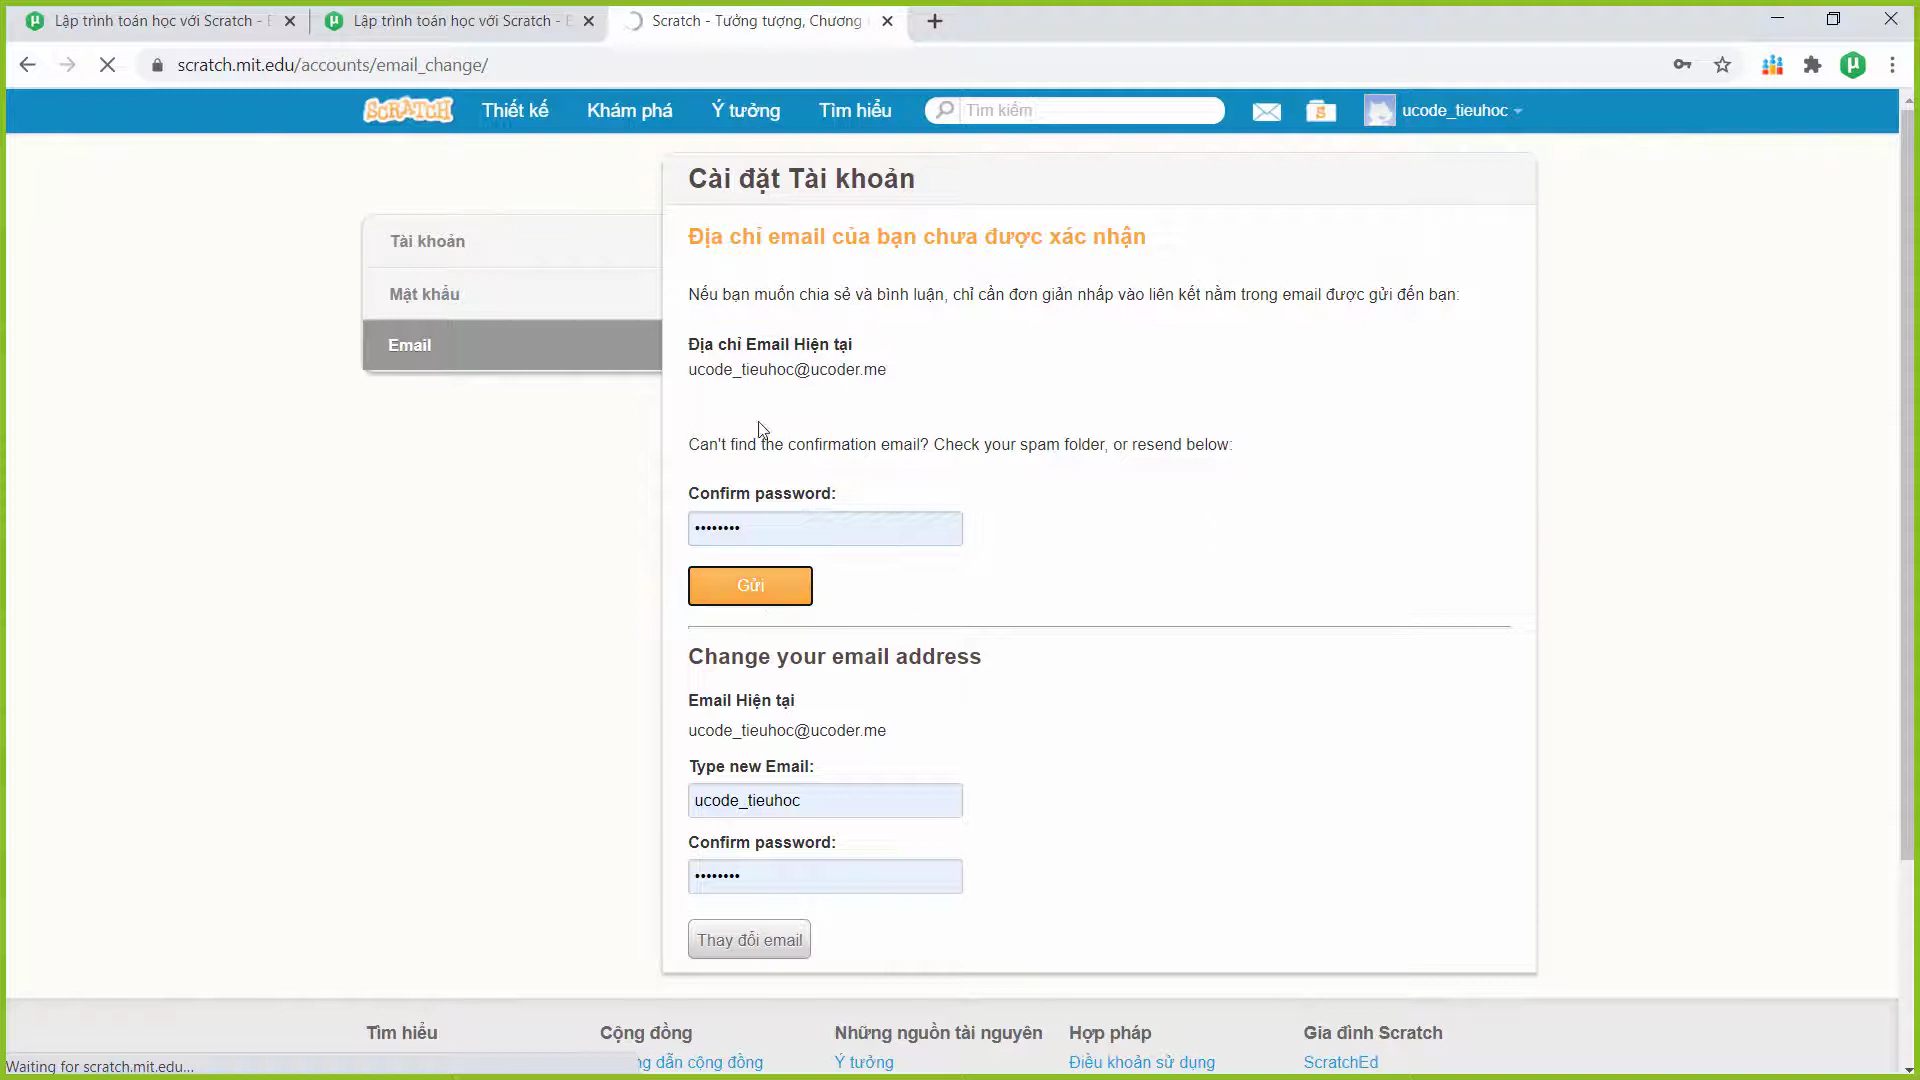 Lập trình toán học với Scratch -
Lập trình toán học với Scratch -
Scratch - Tưởng tượng, Chương
scratch.mit.edu/accounts/email_change/
SCRATCH
Thiết kế
Khám phá
Ý tưởng
Tìm hiểu
Tìm kiếm
ucode_tieuhoc
Cài đặt Tài khoản
Tài khoản
Mật khẩu
Email
Địa chỉ email của bạn chưa được xác nhận
Nếu bạn muốn chia sẻ và bình luận, chỉ cần đơn giản nhấp vào liên kết nằm trong email được gửi đến bạn:
Địa chỉ Email Hiện tại
ucode_tieuhoc@ucoder.me
Can't find the confirmation email? Check your spam folder, or resend below:
Confirm password:
••••••••
Gửi
Change your email address
Email Hiện tại
ucode_tieuhoc@ucoder.me
Type new Email:
ucode_tieuhoc
Confirm password:
••••••••
Thay đổi email
Tìm hiểu
Cộng đồng
Những nguồn tài nguyên
Hợp pháp
Gia đình Scratch
dẫn cộng đồng
Ý tưởng
Điều khoản sử dụng
ScratchEd
Waiting for scratch.mit.edu...